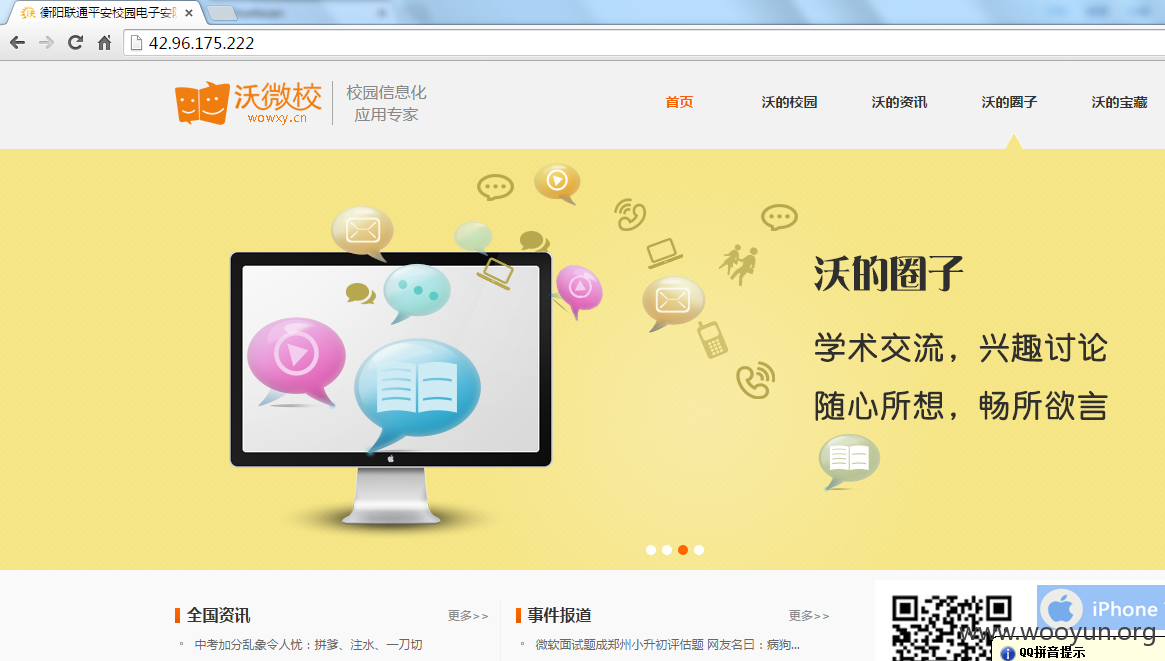 衡阳联通平安校园电子安
42.96.175.222
沃微校
wowxy.cn
校园信息化
应用专家
首页
沃的校园
沃的资讯
沃的圈子
沃的宝藏
沃的圈子
学术交流，兴趣讨论
随心所想，畅所欲言
全国资讯
更多>>
事件报道
更多>>
中考加分乱象令人忧：拼爹、注水、一刀切
微软面试题成郑州小升初评估题 网友名曰：病狗...
iPhone
www.wooyun.org
QQ拼音提示